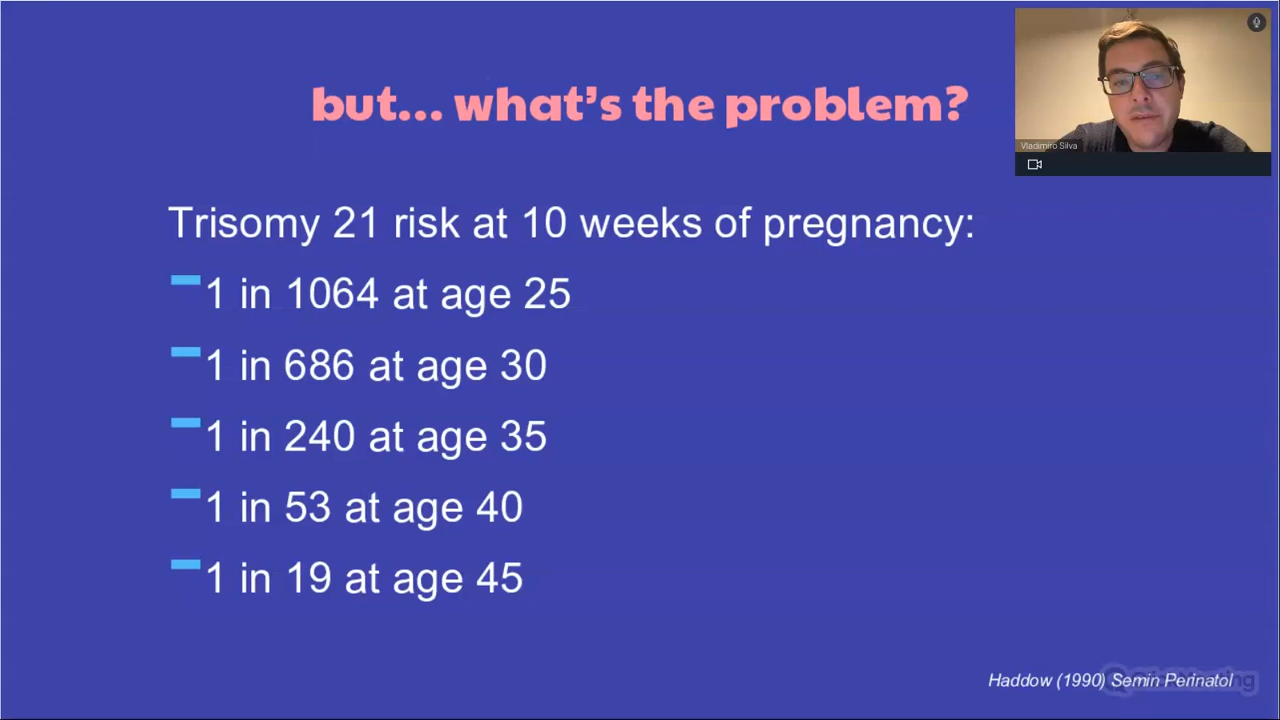 but... what's the problem?
Vladimiro Silva
Trisomy 21 risk at 10 weeks of pregnancy:
1 in 1064 at age 25
1 in 686 at age 30
1 in 240 at age 35
1 in 53 at age 40
1 in 19 at age 45
Haddow (1990) Semin Perinatol